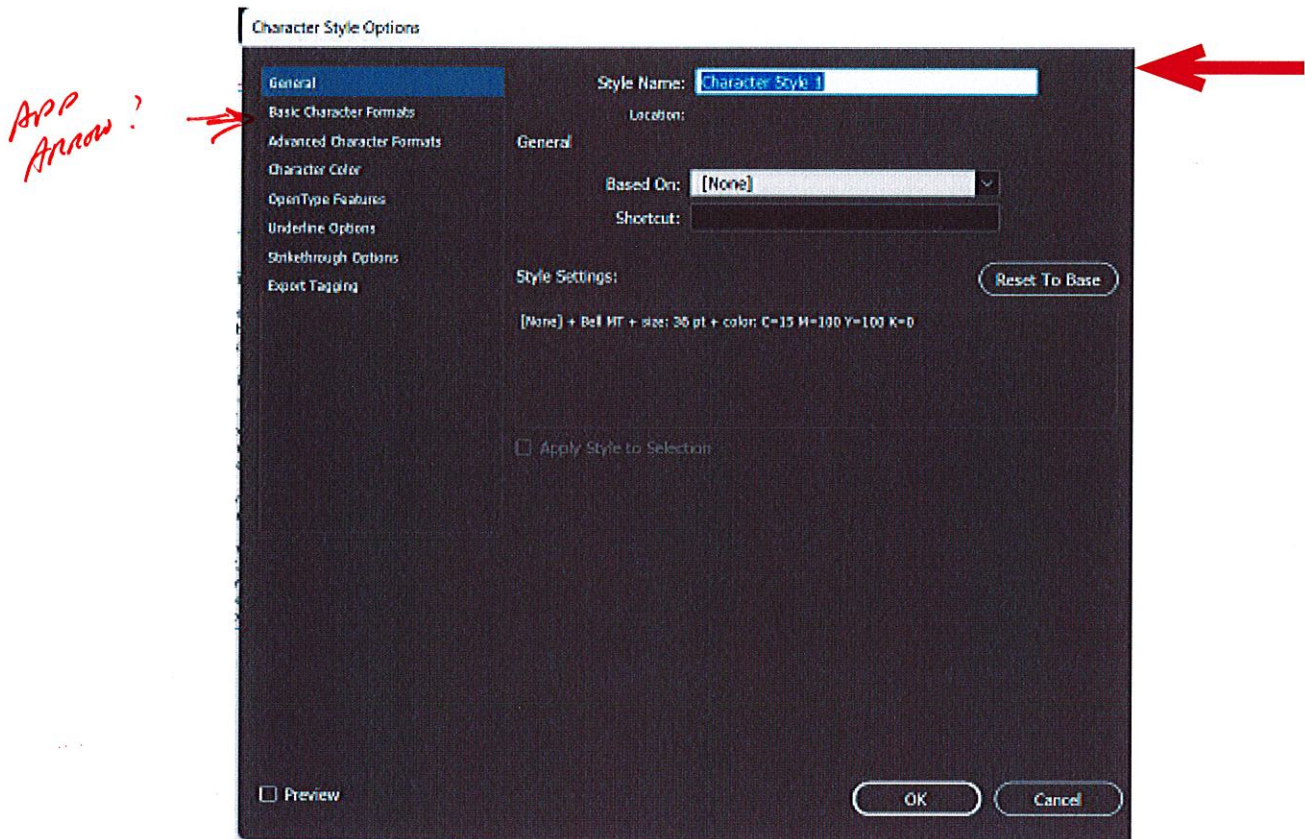 Character Style Options
General
Basic Character Formats
Advanced Character Formats
Character Color
OpenType Features
Underline Options
Strikethrough Options
Export Tagging
ADD
ARROW ?
Style Name: Character Style 1
Location:
General
Based On: [None]
Shortcut:
Style Settings:
Reset To Base
[None] + Bell MT + size: 36 pt + color: C=15 M=100 Y=100 K=0
Apply Style to Selection
Preview
OK
Cancel